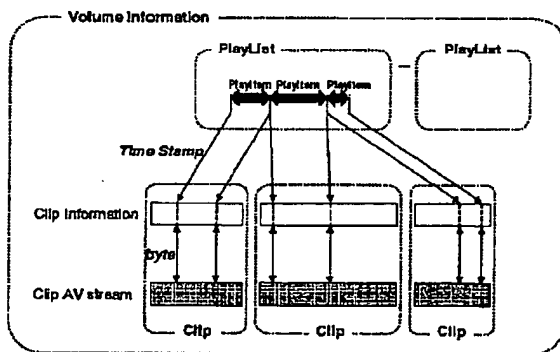 Volume Information
PlayList
PlayList
PlayItem PlayItem PlayItem
Time Stamp
Clip Information
byte
Clip AV stream
Clip
Clip
Clip